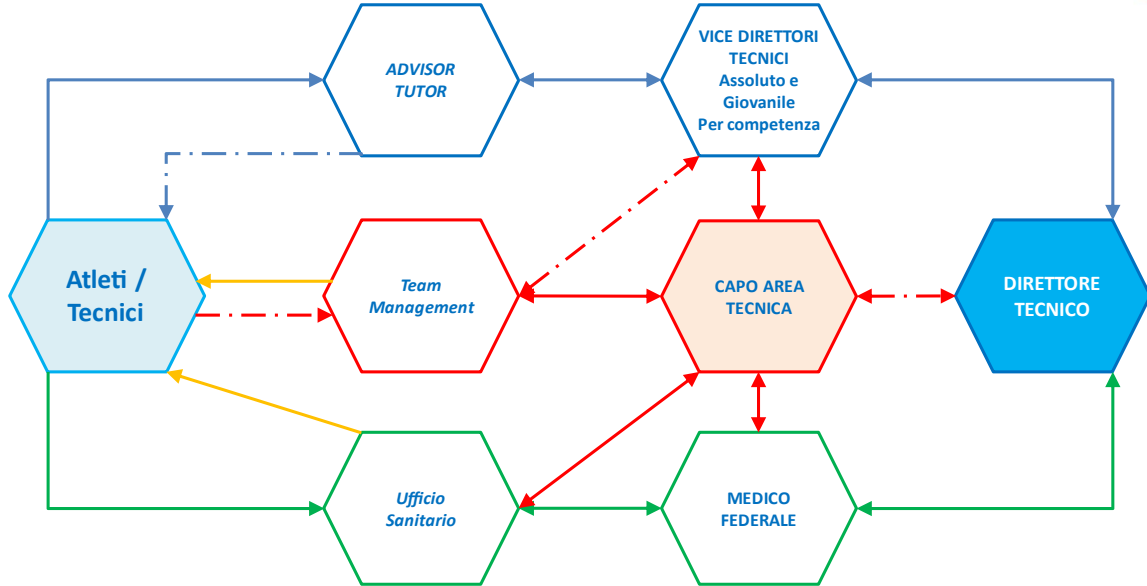 ADVISOR
TUTOR
VICE DIRETTORI
TECNICI
Assoluto e
Giovanile
Per competenza
Atleti /
Tecnici
Team
Management
CAPO AREA
TECNICA
DIRETTORE
TECNICO
Ufficio
Sanitario
MEDICO
FEDERALE